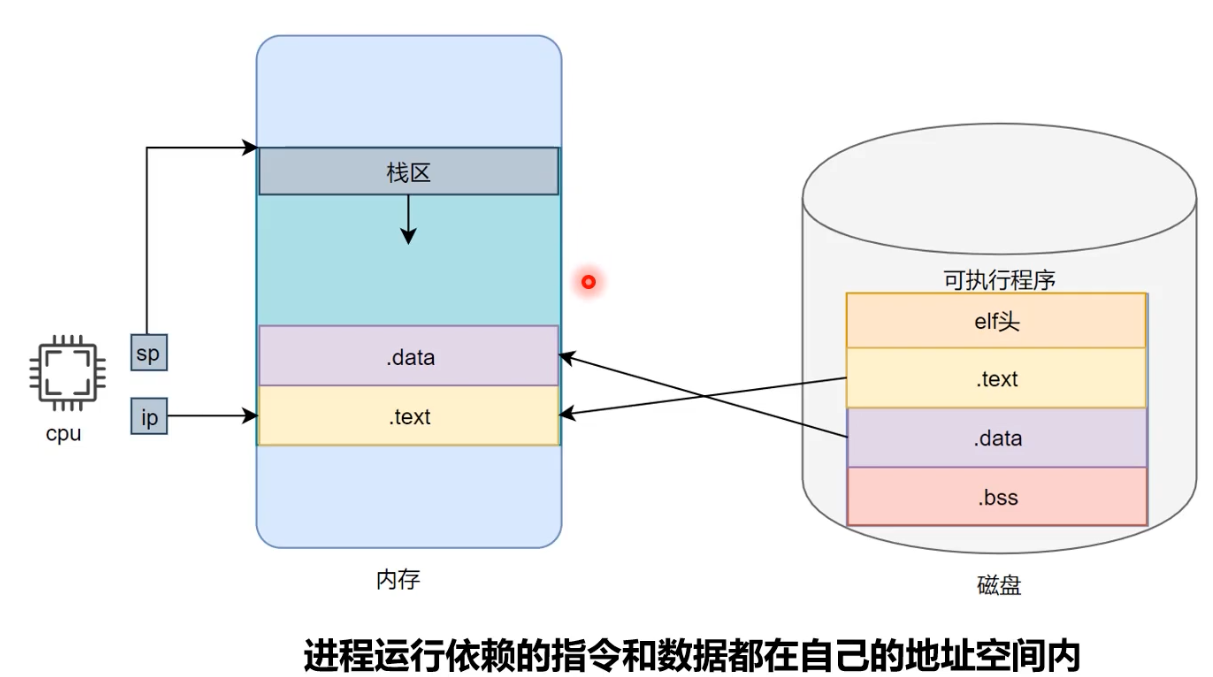 栈区
可执行程序
elf头
sp
.data
.text
ip
.text
.data
cpu
.bss
内存
磁盘
进程运行依赖的指令和数据都在自己的地址空间内